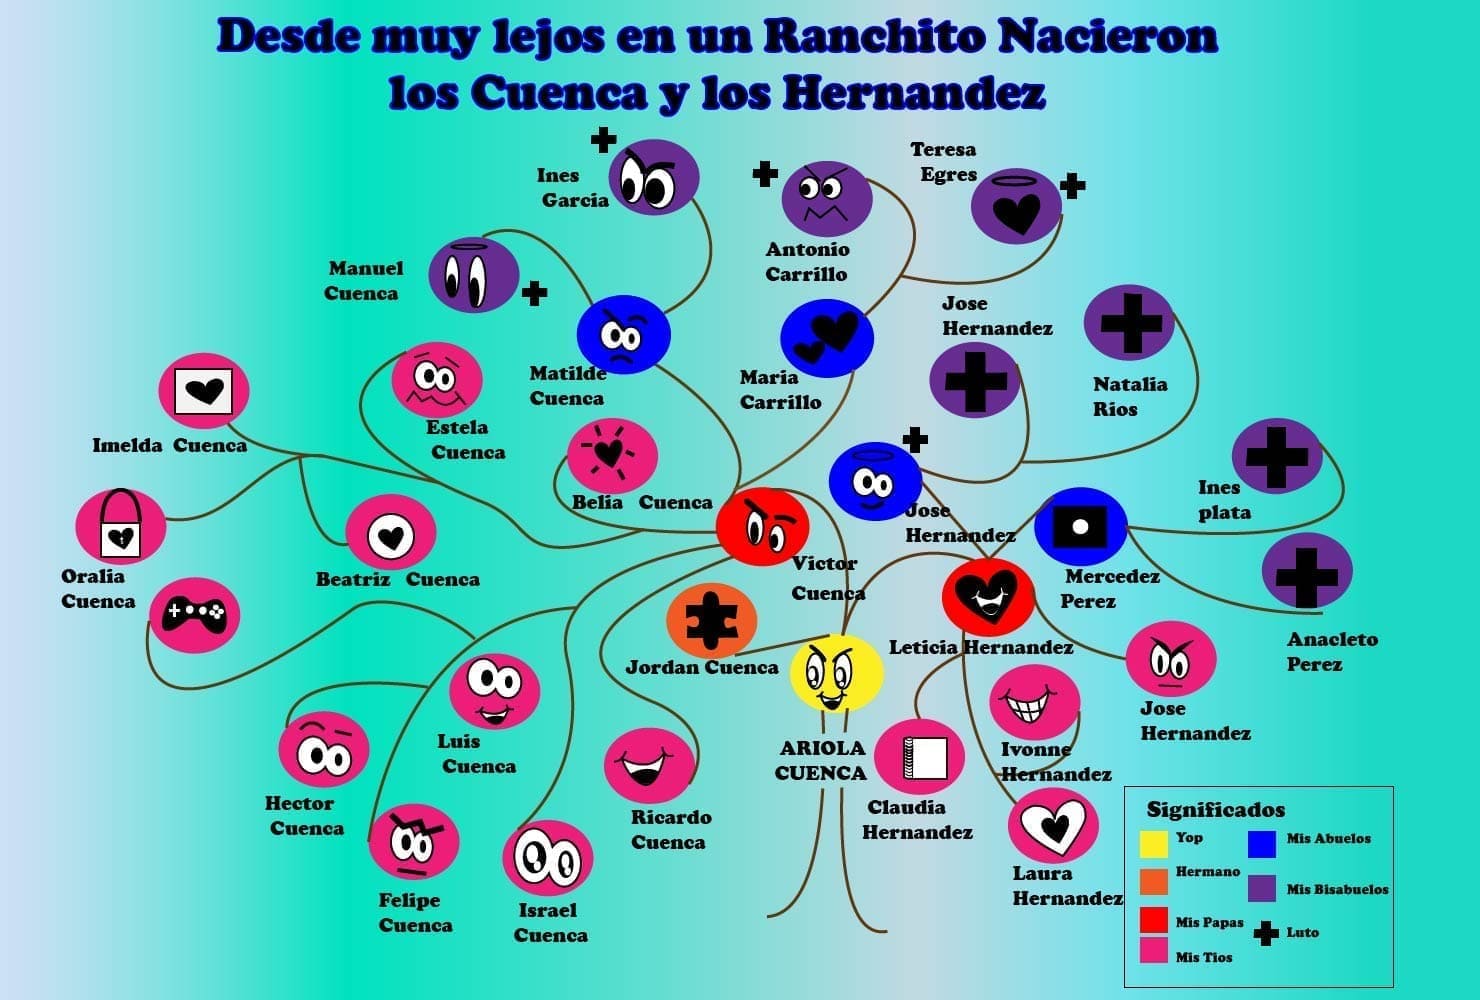 Desde muy lejos en un Ranchito Nacieron
los Cuenca y los Hernandez
Ines
Garcia
Antonio
Carrillo
Teresa
Egres
Manuel
Cuenca
Matilde
Cuenca
Maria
Carrillo
Jose
Hernandez
Natalia
Rios
Imelda Cuenca
Estela
Cuenca
Belia Cuenca
Jose
Hernandez
Ines
plata
Oralia
Cuenca
Beatriz Cuenca
Victor
Cuenca
Mercedez
Perez
Anacleto
Perez
Jordan Cuenca
Leticia Hernandez
Jose
Hernandez
Luis
Cuenca
ARIOLA
CUENCA
Ivonne
Hernandez
Hector
Cuenca
Ricardo
Cuenca
Claudia
Hernandez
Laura
Hernandez
Felipe
Cuenca
Israel
Cuenca
Significados
Yop
Hermano
Mis Papas
Mis Tios
Mis Abuelos
Mis Bisabuelos
Luto